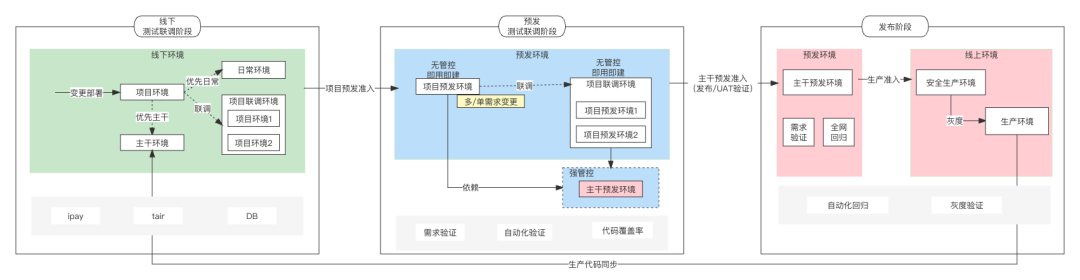 线下
测试联调阶段
线下环境
变更部署
项目环境
优先日常
日常环境
联调
优先主干
项目联调环境
项目环境1
项目环境2
主干环境
ipay
tair
DB
项目预发准入
预发
测试联调阶段
预发环境
无管控
即用即建
项目预发环境
多/单需求变更
联调
无管控
即用即建
项目联调环境
项目预发环境1
项目预发环境2
依赖
强管控
主干预发环境
需求验证
自动化验证
代码覆盖率
主干预发准入
(发布/UAT验证)
发布阶段
预发环境
主干预发环境
需求
验证
全网
回归
生产准入
线上环境
安全生产环境
灰度
生产环境
自动化回归
灰度验证
生产代码同步